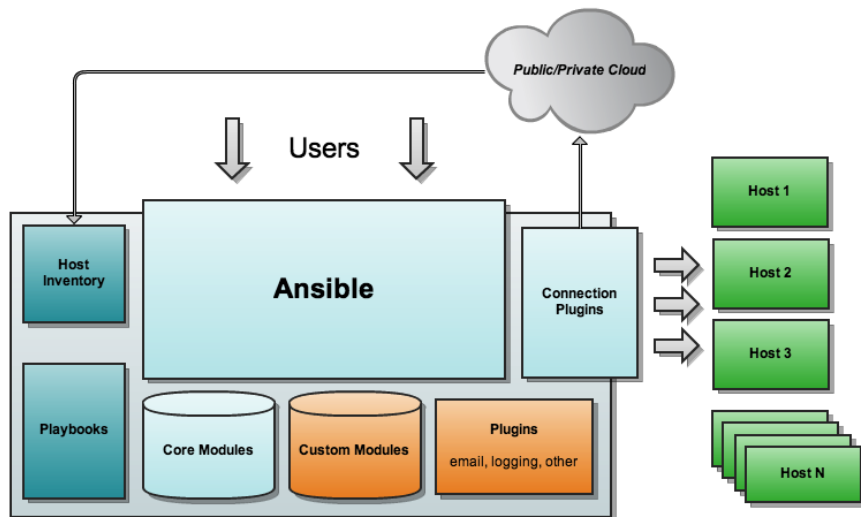 Public/Private Cloud
Users
Host 1
Host
Inventory
Ansible
Connection
Plugins
Host 2
Host 3
Playbooks
Core Modules
Custom Modules
Plugins
email, logging, other
Host N